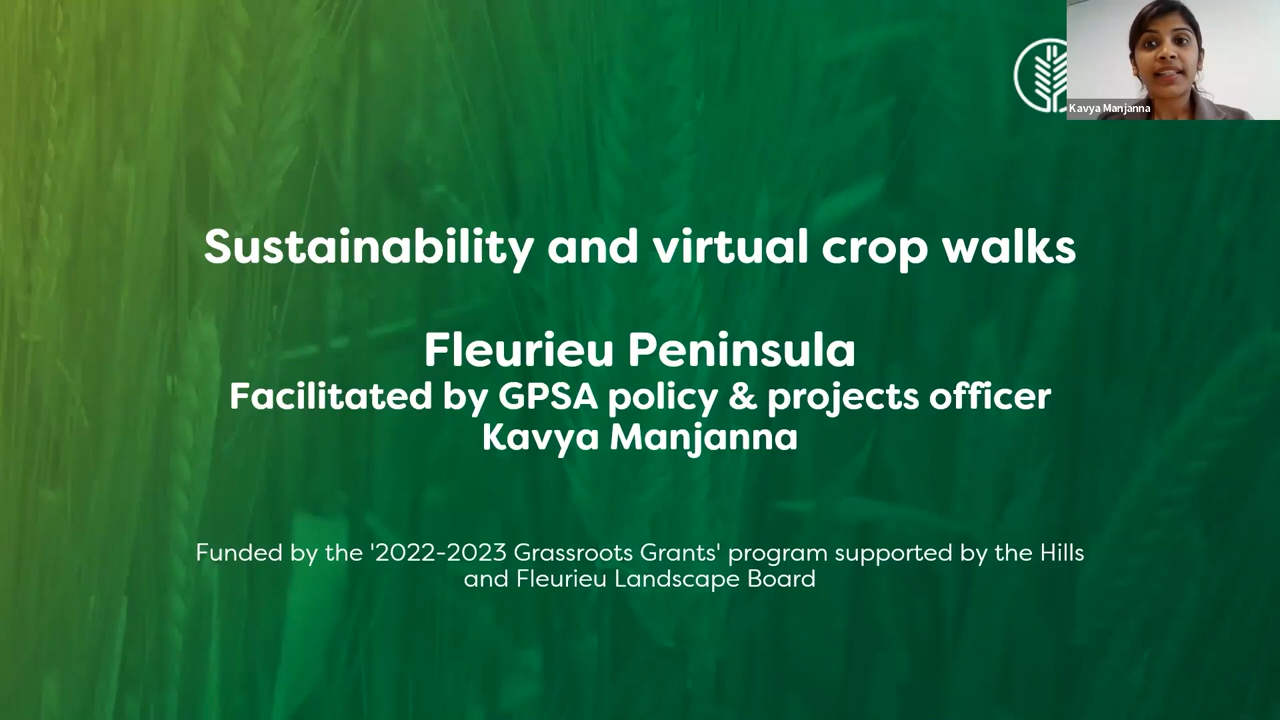 Kavya Manjanna
Sustainability and virtual crop walks
Fleurieu Peninsula
Facilitated by GPSA policy & projects officer
Kavya Manjanna
Funded by the '2022-2023 Grassroots Grants' program supported by the Hills
and Fleurieu Landscape Board